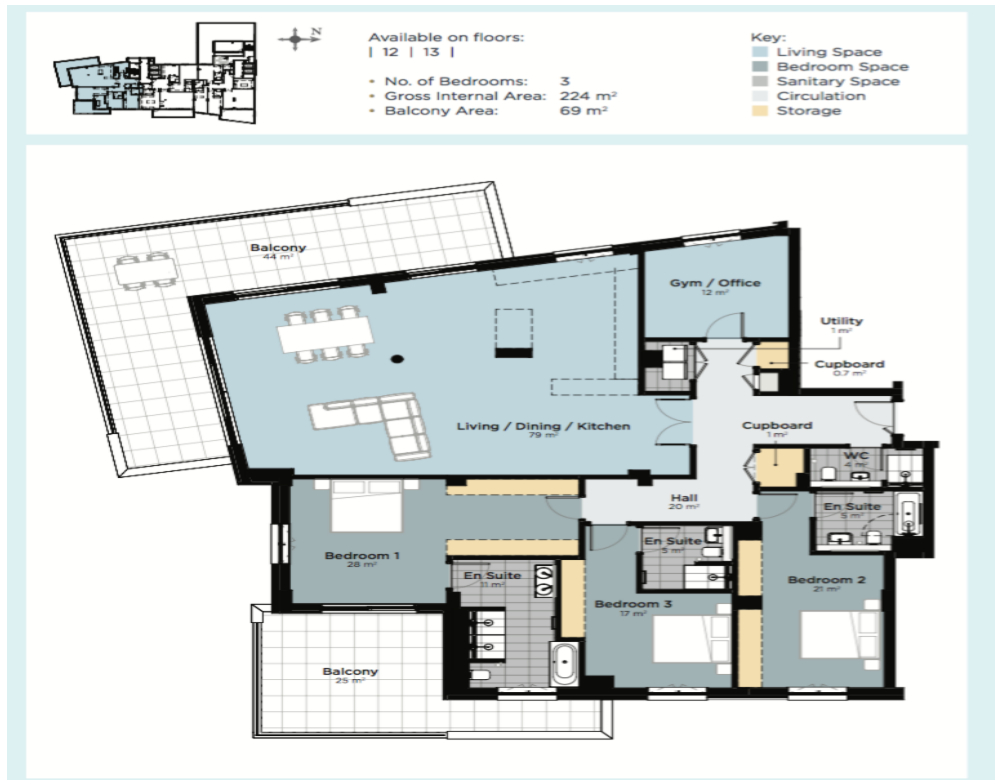 N
Available on floors:
| 12 | 13 |
• No. of Bedrooms: 3
• Gross Internal Area: 224 m²
• Balcony Area: 69 m²
Key:
Living Space
Bedroom Space
Sanitary Space
Circulation
Storage
Balcony
44 m²
Gym / Office
12 m²
Utility
1 m²
Cupboard
0.7 m²
Living / Dining / Kitchen
79 m²
Cupboard
1 m²
WC
4 m²
Hall
20 m²
En Suite
5 m²
En Suite
5 m²
Bedroom 1
28 m²
En Suite
11 m²
Bedroom 3
17 m²
Bedroom 2
21 m²
Balcony
25 m²